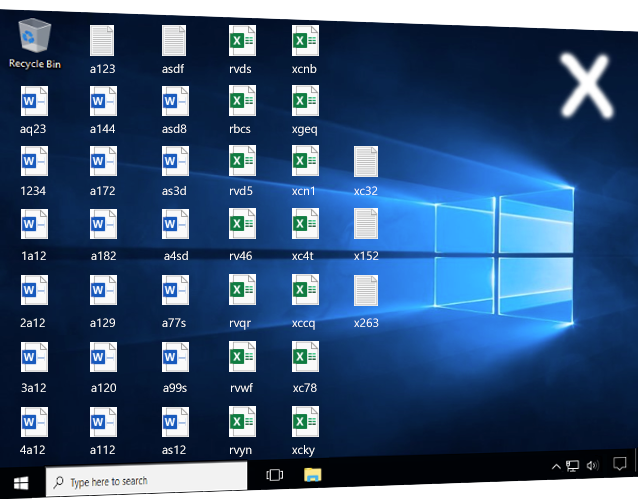 X
Recycle Bin a123 asdf rvds xcnb
aq23 a144 asd8 rbcs xgeq
1234 a172 as3d rvd5 xcn1 xc32
1a12 a182 a4sd rv46 xc4t x152
2a12 a129 a77s rvqr xccq x263
3a12 a120 a99s rvwf xc78
4a12 a112 as12 rvyn xcky
Type here to search